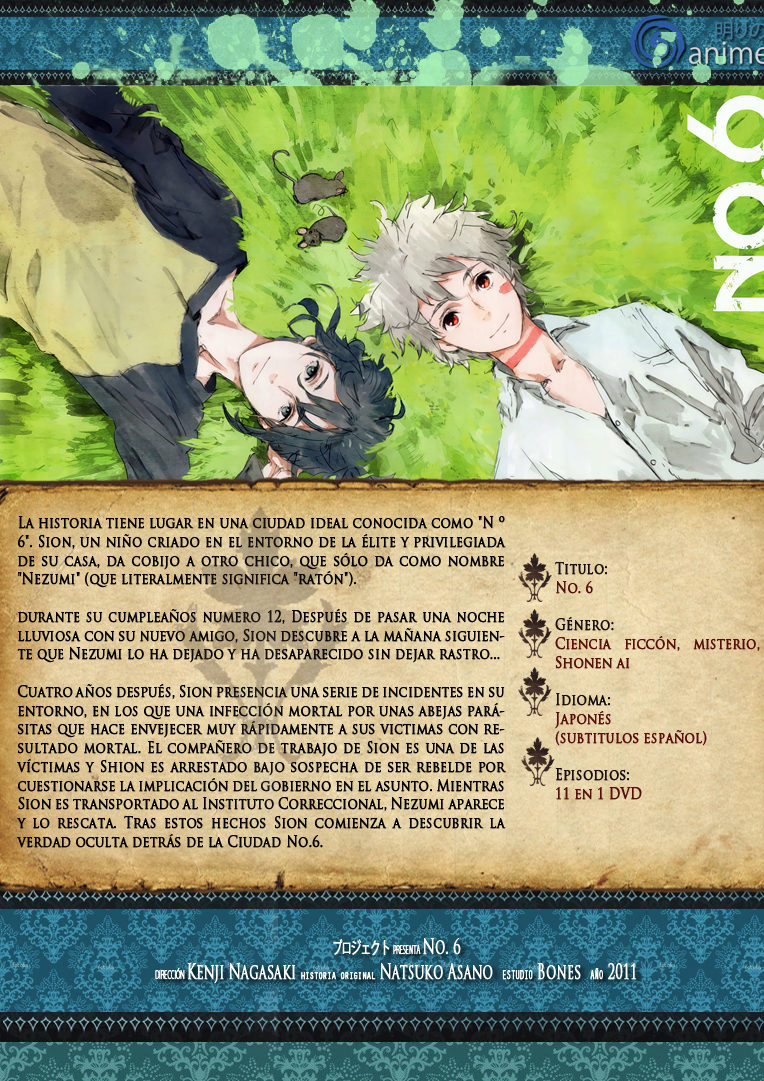 明りの
anime
NO.6
La historia tiene lugar en una ciudad ideal conocida como "N º
6". Sion, un niño criado en el entorno de la élite y privilegiada
de su casa, da cobijo a otro chico, que sólo da como nombre
"Nezumi" (que literalmente significa "ratón").
durante su cumpleaños numero 12, Después de pasar una noche
lluviosa con su nuevo amigo, Sion descubre a la mañana siguien-
te que Nezumi lo ha dejado y ha desaparecido sin dejar rastro...
Cuatro años después, Sion presencia una serie de incidentes en su
entorno, en los que una infección mortal por unas abejas pará-
sitas que hace envejecer muy rápidamente a sus victimas con re-
sultado mortal. El compañero de trabajo de Sion es una de las
víctimas y Shion es arrestado bajo sospecha de ser rebelde por
cuestionarse la implicación del gobierno en el asunto. Mientras
Sion es transportado al Instituto Correccional, Nezumi aparece
y lo rescata. Tras estos hechos Sion comienza a descubrir la
verdad oculta detrás de la Ciudad No.6.
Titulo:
No. 6
Género:
Ciencia ficcón, misterio,
Shonen ai
Idioma:
Japonés
(subtitulos español)
Episodios:
11 en 1 DVD
プロジェクト presenta No. 6
dirección Kenji Nagasaki historia original Natsuko Asano estudio Bones año 2011